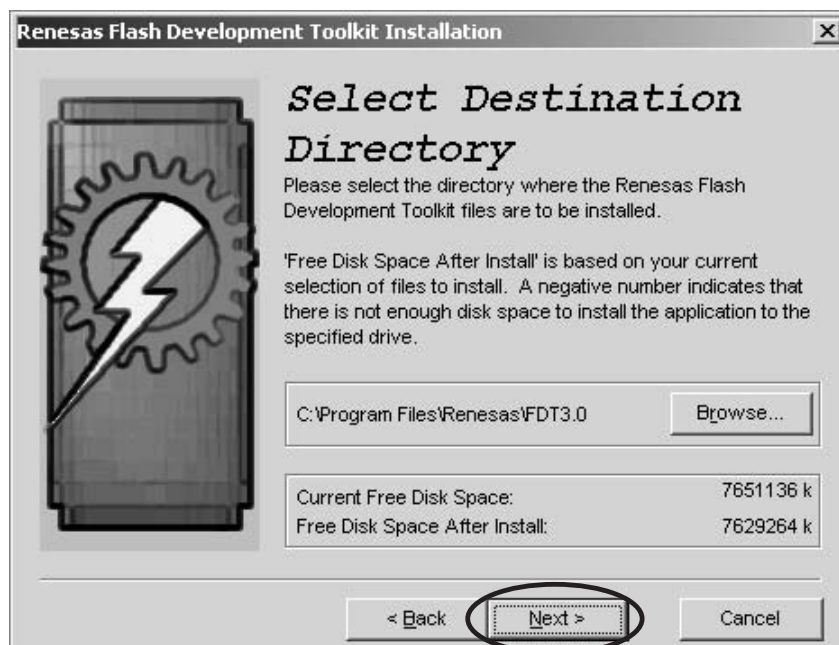 Renesas Flash Development Toolkit Installation
Select Destination
Directory
Please select the directory where the Renesas Flash
Development Toolkit files are to be installed.
'Free Disk Space After Install' is based on your current
selection of files to install. A negative number indicates that
there is not enough disk space to install the application to the
specified drive.
C:\Program Files\Renesas\FDT3.0 Browse...
Current Free Disk Space: 7651136 k
Free Disk Space After Install: 7629264 k
< Back Next > Cancel